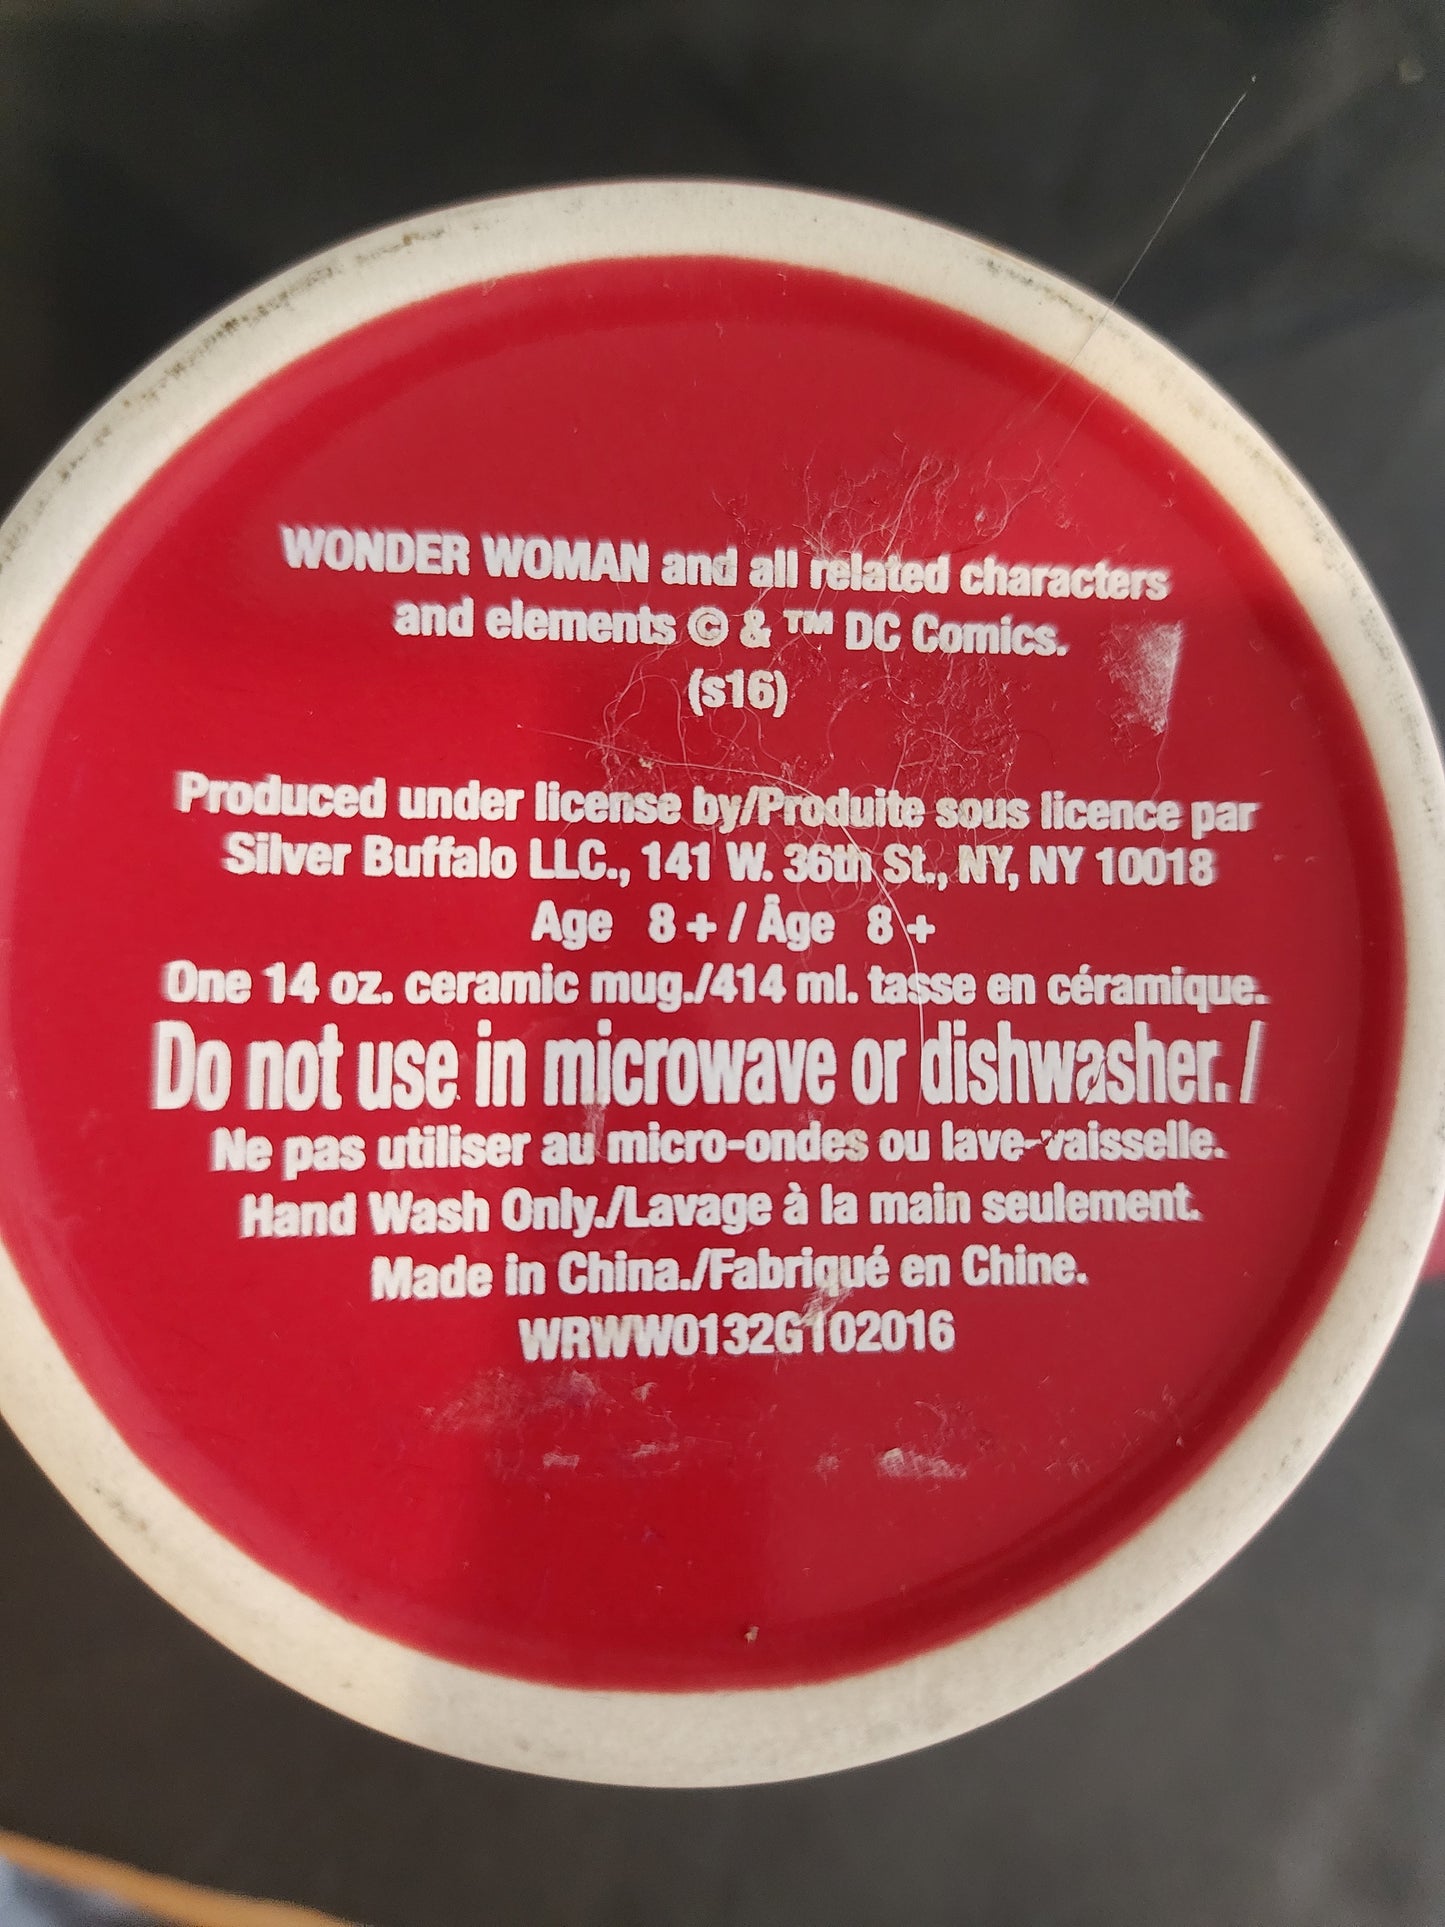 WONDER WOMAN and all related characters
and elements © & ™ DC Comics.
(s16)
Produced under license by/Produite sous licence par
Silver Buffalo LLC., 141 W. 36th St., NY, NY 10018
Age 8 + / Âge 8 +
One 14 oz. ceramic mug./414 ml. tasse en céramique.
Do not use in microwave or dishwasher. /
Ne pas utiliser au micro-ondes ou lave-vaisselle.
Hand Wash Only./Lavage à la main seulement.
Made in China./Fabriqué en Chine.
WRWW0132G102016